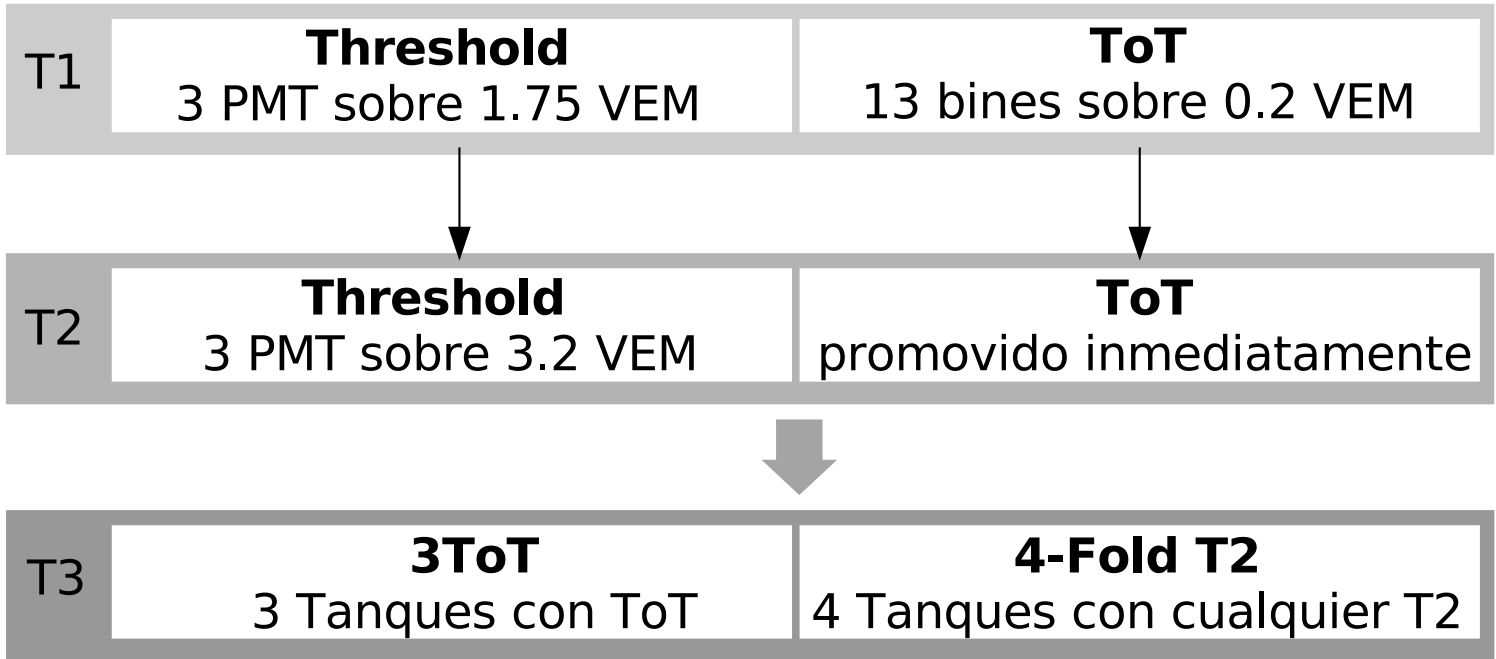 T1
Threshold
3 PMT sobre 1.75 VEM
ToT
13 bines sobre 0.2 VEM
T2
Threshold
3 PMT sobre 3.2 VEM
ToT
promovido inmediatamente
T3
3ToT
3 Tanques con ToT
4-Fold T2
4 Tanques con cualquier T2